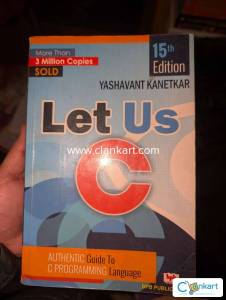 More Than
3 Million Copies
SOLD
15th
Edition
YASHAVANT KANETKAR
Let Us
C
www.clankart.com
AUTHENTIC Guide To
C PROGRAMMING Language
BPB PUBLIC
Clankart